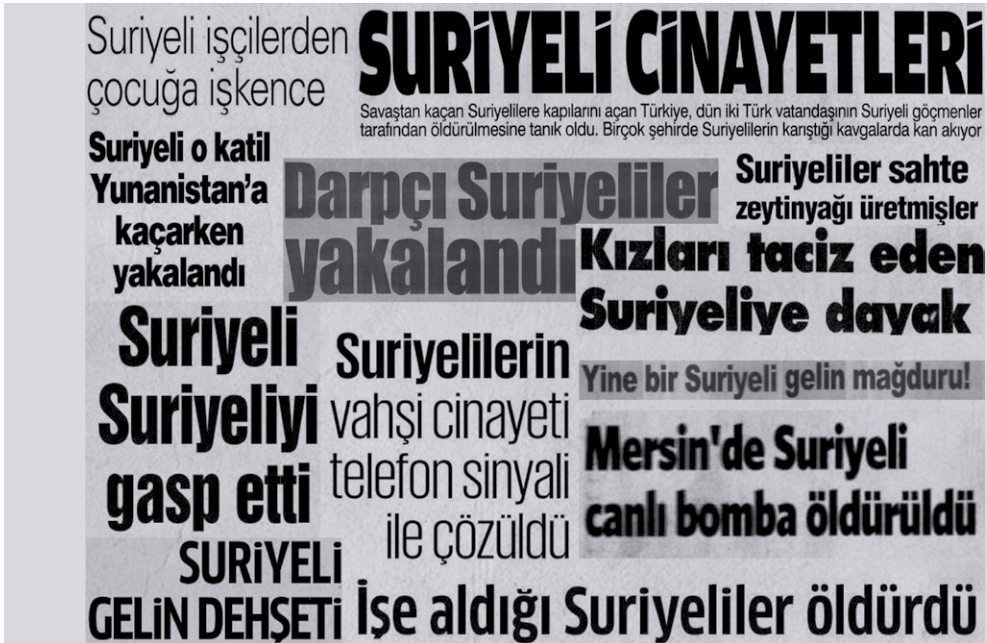 Suriyeli işçilerden
çocuğa işkence
SURİYELİ CİNAYETLERİ
Savaştan kaçan Suriyelilere kapılarını açan Türkiye, dün iki Türk vatandaşının Suriyeli göçmenler
tarafından öldürülmesine tanık oldu. Birçok şehirde Suriyelilerin karıştığı kavgalarda kan akıyor
Suriyeli o katil
Yunanistan'a
kaçarken
yakalandı
Darpçı Suriyeliler
yakalandı
Suriyeliler sahte
zeytinyağı üretmişler
Kızları taciz eden
Suriyeliye dayak
Suriyeli
Suriyeliyi
gasp etti
Suriyelilerin
vahşi cinayeti
telefon sinyali
ile çözüldü
Yine bir Suriyeli gelin mağduru!
Mersin'de Suriyeli
canlı bomba öldürüldü
SURİYELİ
GELİN DEHŞETİ
İşe aldığı Suriyeliler öldürdü